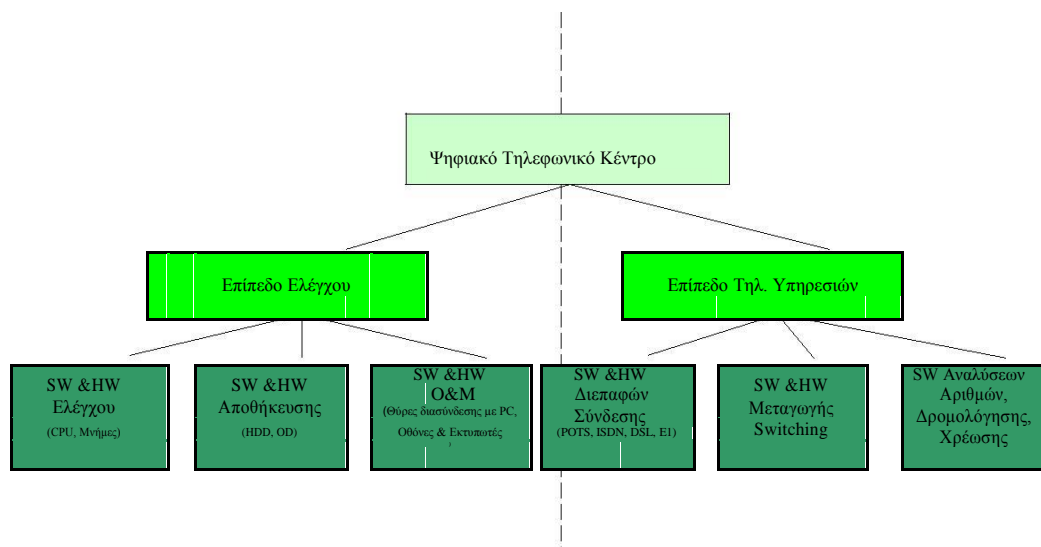 Ψηφιακό Τηλεφωνικό Κέντρο
Επίπεδο Ελέγχου
Επίπεδο Τηλ. Υπηρεσιών
SW &HW
Ελέγχου
(CPU, Μνήμες)
SW &HW
Αποθήκευσης
(HDD, OD)
SW &HW
O&M
(Θύρες διασύνδεσης με PC,
Οθόνες & Εκτυπωτές
)
SW &HW
Διεπαφών
Σύνδεσης
(POTS, ISDN, DSL, E1)
SW &HW
Μεταγωγής
Switching
SW Αναλύσεων
Αριθμών,
Δρομολόγησης,
Χρέωσης